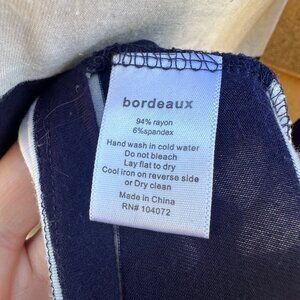 bordeaux
94% rayon
6%spandex
Hand wash in cold water
Do not bleach
Lay flat to dry
Cool iron on reverse side
or Dry clean
Made in China
RN# 104072